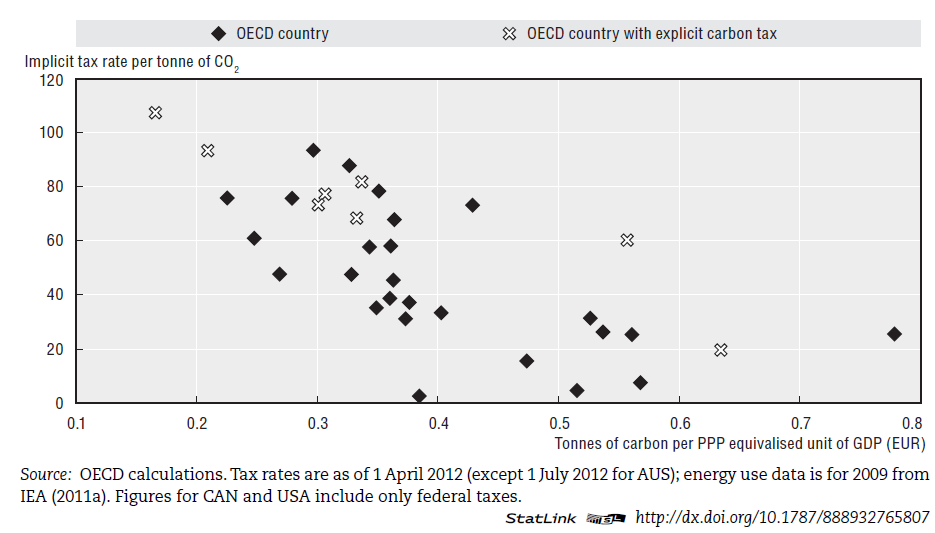 OECD country OECD country with explicit carbon tax
Implicit tax rate per tonne of CO2
120
100
80
60
40
20
0
0.1 0.2 0.3 0.4 0.5 0.6 0.7 0.8
Tonnes of carbon per PPP equivalised unit of GDP (EUR)
Source: OECD calculations. Tax rates are as of 1 April 2012 (except 1 July 2012 for AUS); energy use data is for 2009 from
IEA (2011a). Figures for CAN and USA include only federal taxes.
StatLink http://dx.doi.org/10.1787/888932765807